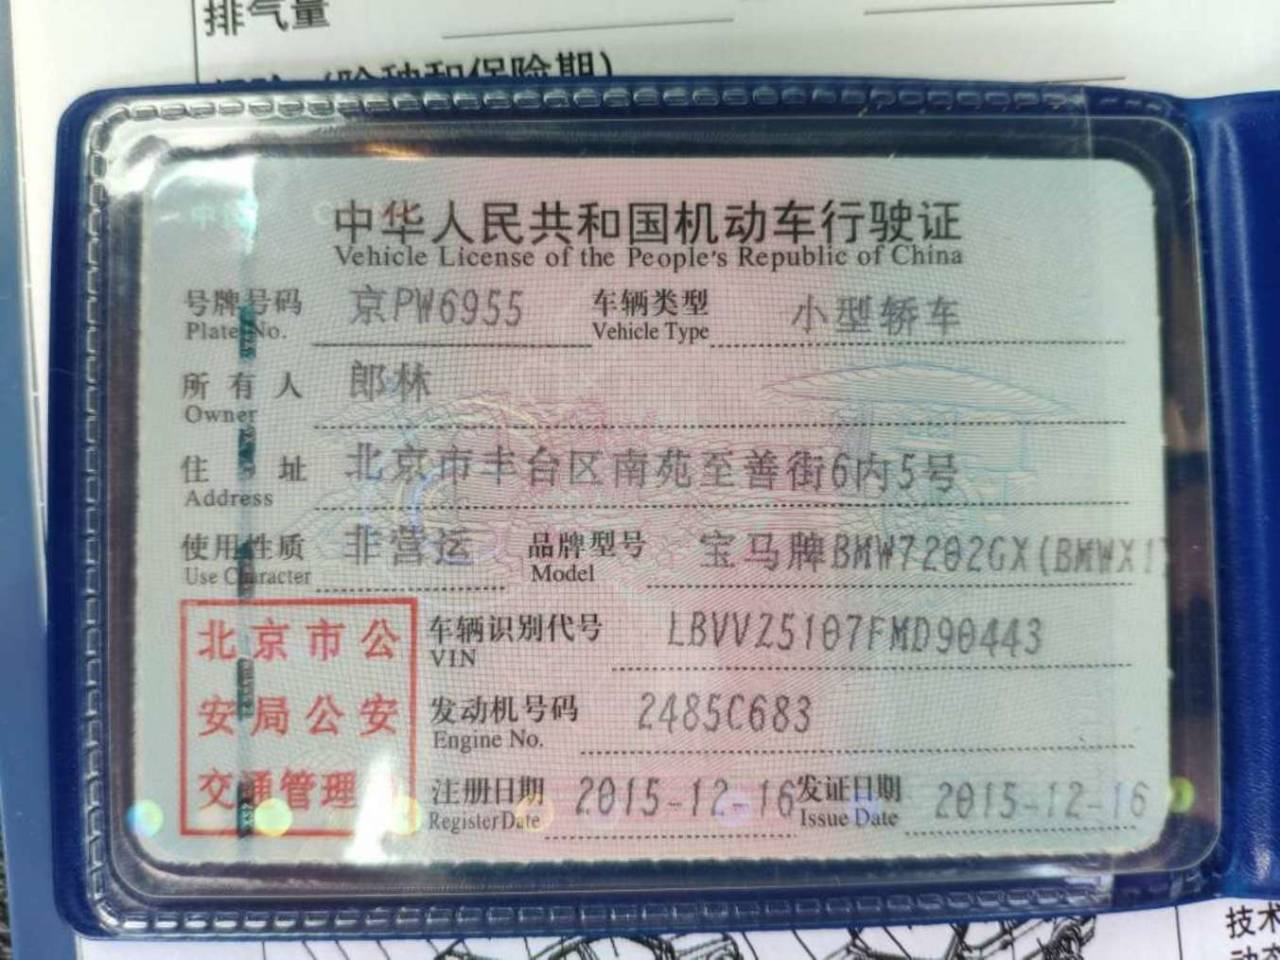 排气量
(险种和保险期)
中华人民共和国机动车行驶证
Vehicle License of the People's Republic of China
号牌号码 京PW6955 车辆类型 小型轿车
Plate No. Vehicle Type
所有人 郎林
Owner
住 址 北京市丰台区南苑至善街6内5号
Address
使用性质 非营运 品牌型号 宝马牌BMW7202GX(BMWX1
Use Character Model
北京市公
安局公安
交通管理
车辆识别代号 LBVVZ5107FMD90443
VIN
发动机号码 2485C683
Engine No.
注册日期 2015-12-16 发证日期 2015-12-16
Register Date Issue Date
技术